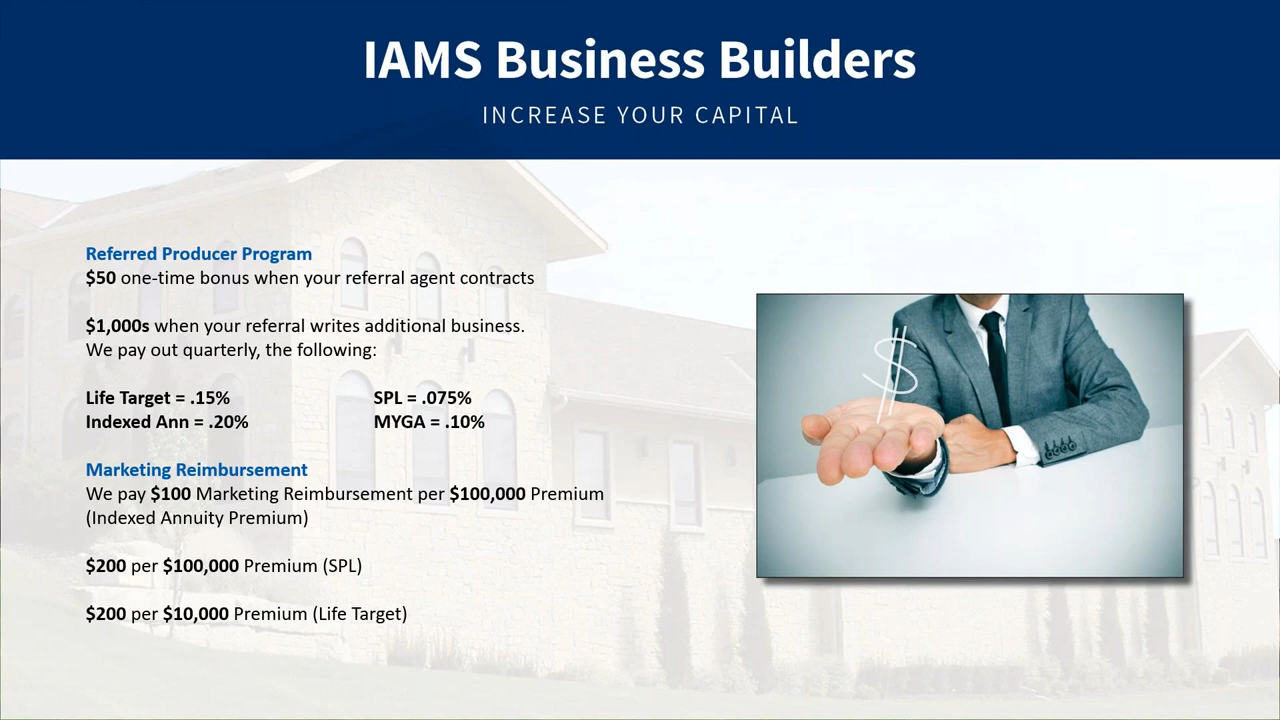 IAMS Business Builders
INCREASE YOUR CAPITAL
Referred Producer Program
$50 one-time bonus when your referral agent contracts
$1,000s when your referral writes additional business.
We pay out quarterly, the following:
Life Target = .15% SPL = .075%
Indexed Ann = .20% MYGA = .10%
Marketing Reimbursement
We pay $100 Marketing Reimbursement per $100,000 Premium
(Indexed Annuity Premium)
$200 per $100,000 Premium (SPL)
$200 per $10,000 Premium (Life Target)
$